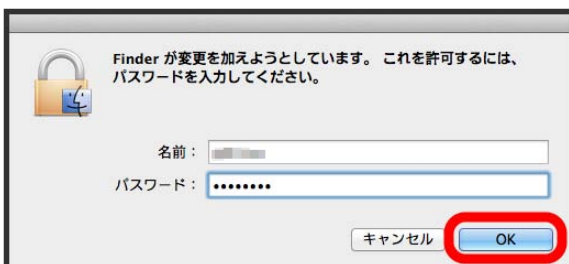 Finder が変更を加えようとしています。 これを許可するには、
パスワードを入力してください。
名前：
パスワード： ••••••••
キャンセル OK